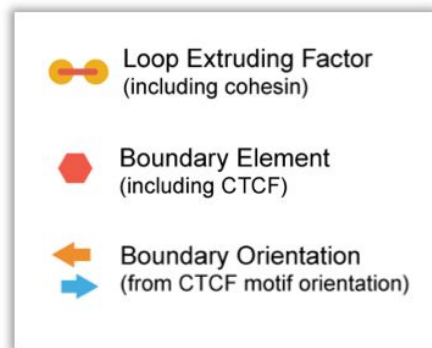 Loop Extruding Factor
(including cohesin)
Boundary Element
(including CTCF)
Boundary Orientation
(from CTCF motif orientation)